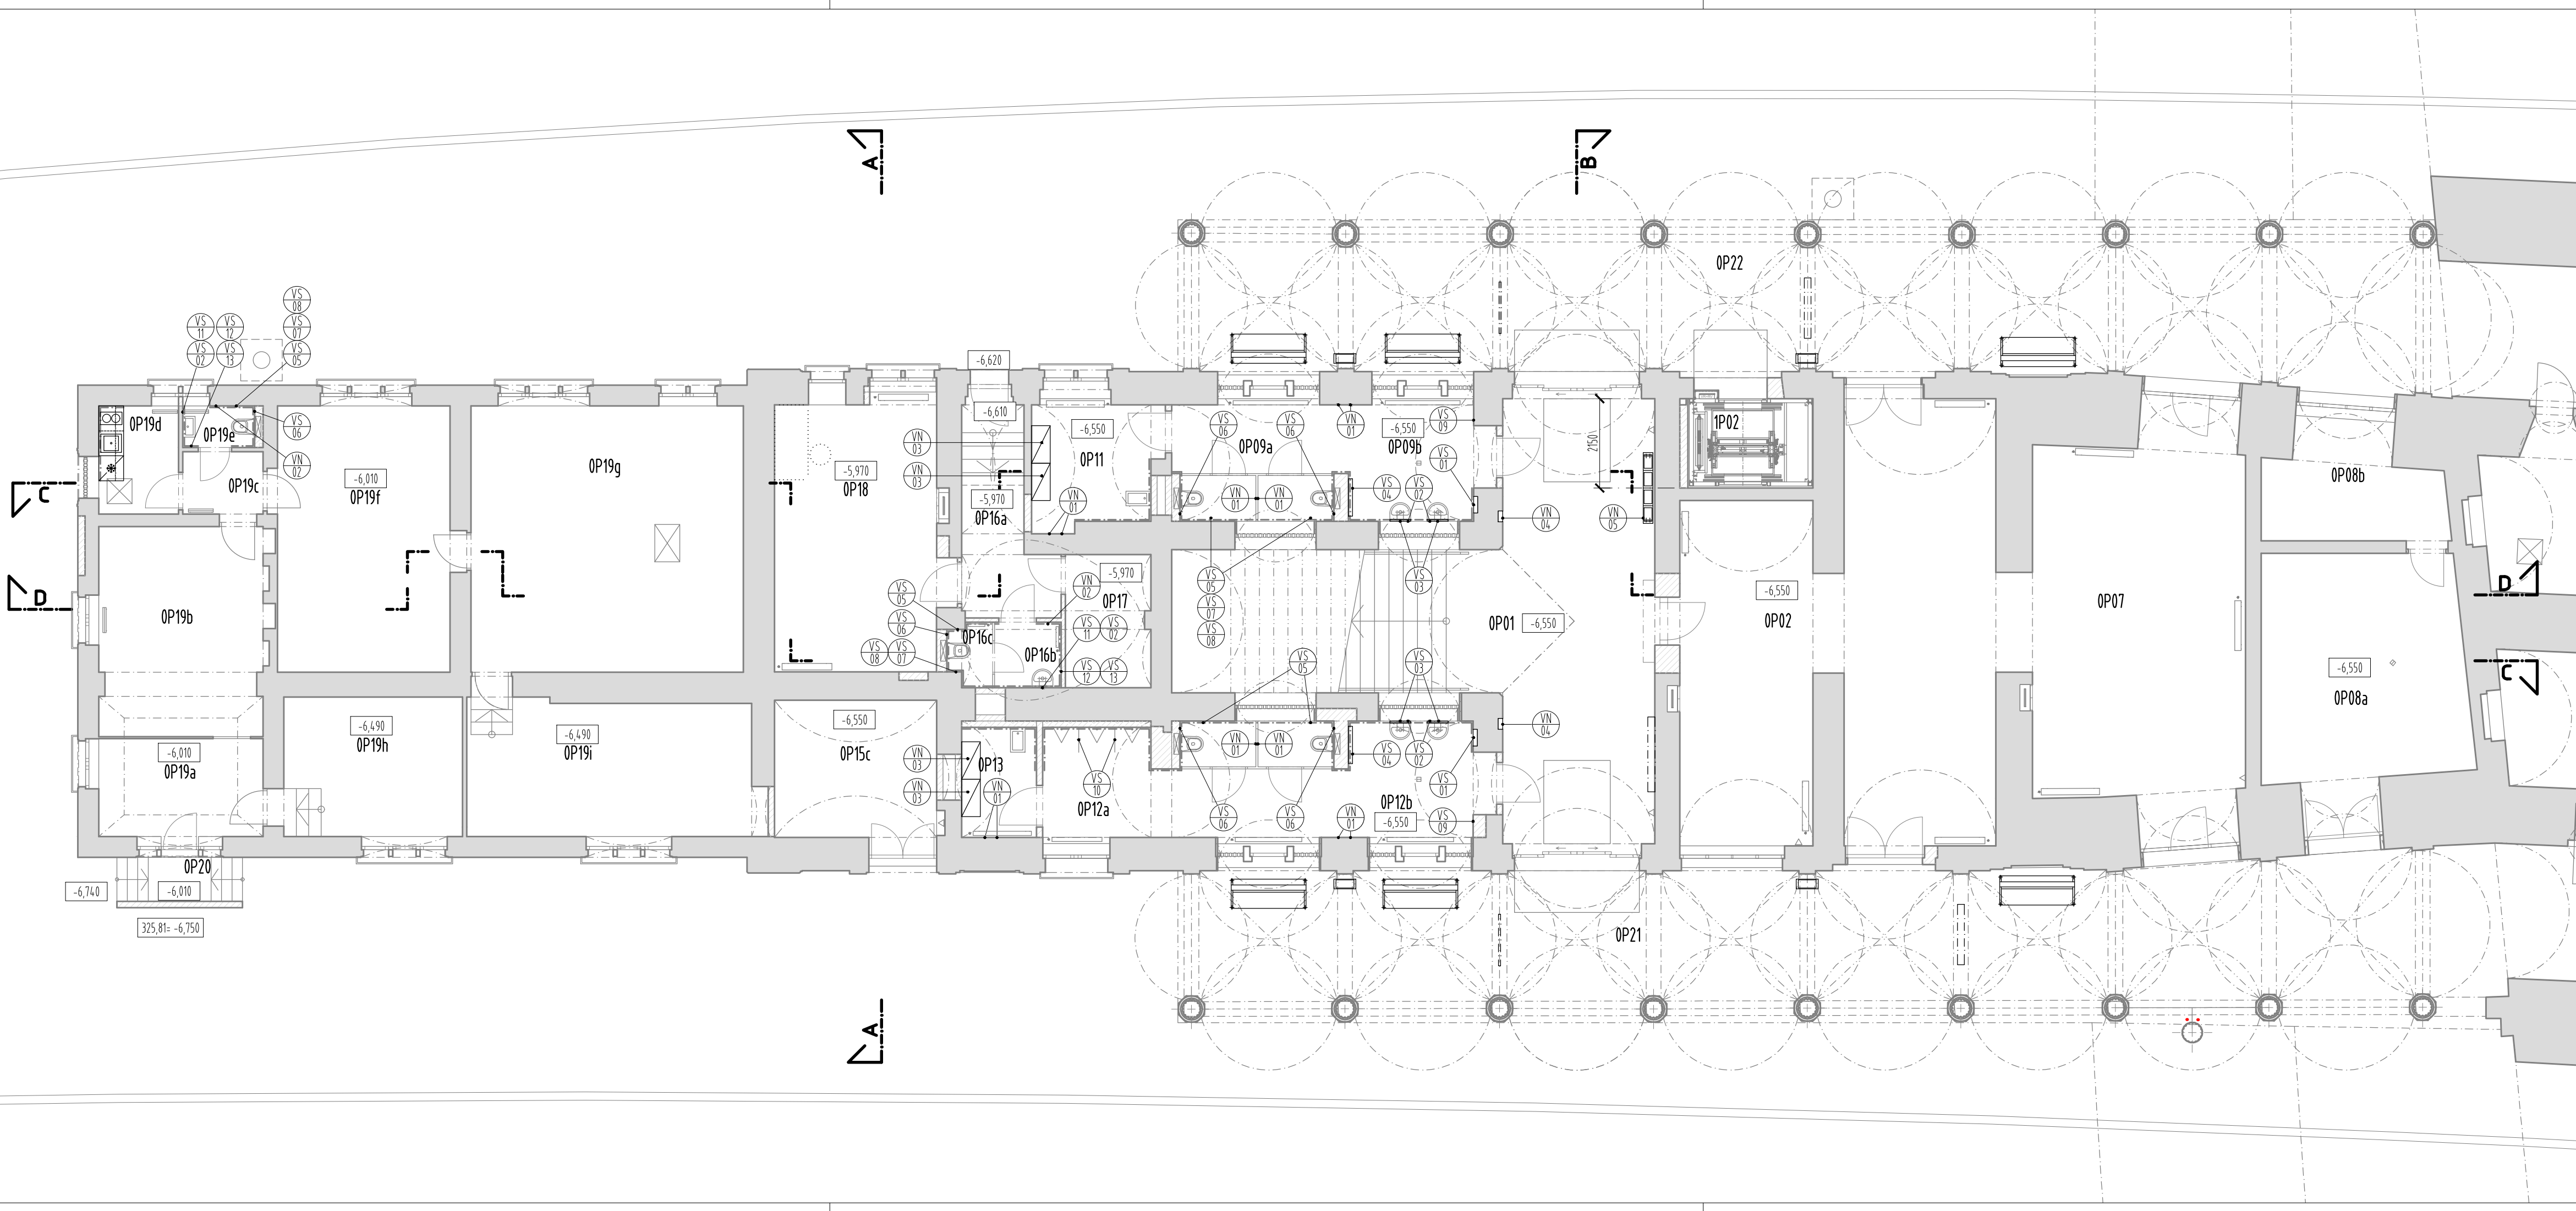 A
B
0P22
VS
08
VS
11
VS
12
VS
07
VS
02
VS
13
VS
05
-6,620
0P19d
0P19e
VS
06
VN
02
-6,610
VN
03
VN
03
-6,550
0P11
VN
01
VS
06
0P09a
VS
06
VN
01
-6,550
0P09b
VS
09
VS
01
2150
1P02
0P19c
-6,010
0P19f
0P19g
-5,970
0P18
-5,970
0P16a
VN
01
VN
01
VS
04
VS
02
VN
04
VN
05
0P08b
C
D
0P19b
VS
05
VS
06
VS
08
VS
07
0P16c
0P16b
VN
02
-5,970
0P17
VS
11
VS
02
VS
12
VS
13
VS
05
VS
07
VS
08
VS
03
0P01
-6,550
-6,550
0P02
0P07
D
C
-6,550
0P08a
VS
05
VS
03
-6,010
0P19a
-6,490
0P19h
-6,490
0P19i
-6,550
0P15c
VN
03
VN
03
0P13
VN
01
VS
10
0P12a
VN
01
VN
01
VS
04
VS
02
VS
01
VN
04
VS
06
VS
06
VN
01
0P12b
-6,550
VS
09
0P20
-6,740
-6,010
325,81= -6,750
0P21
A